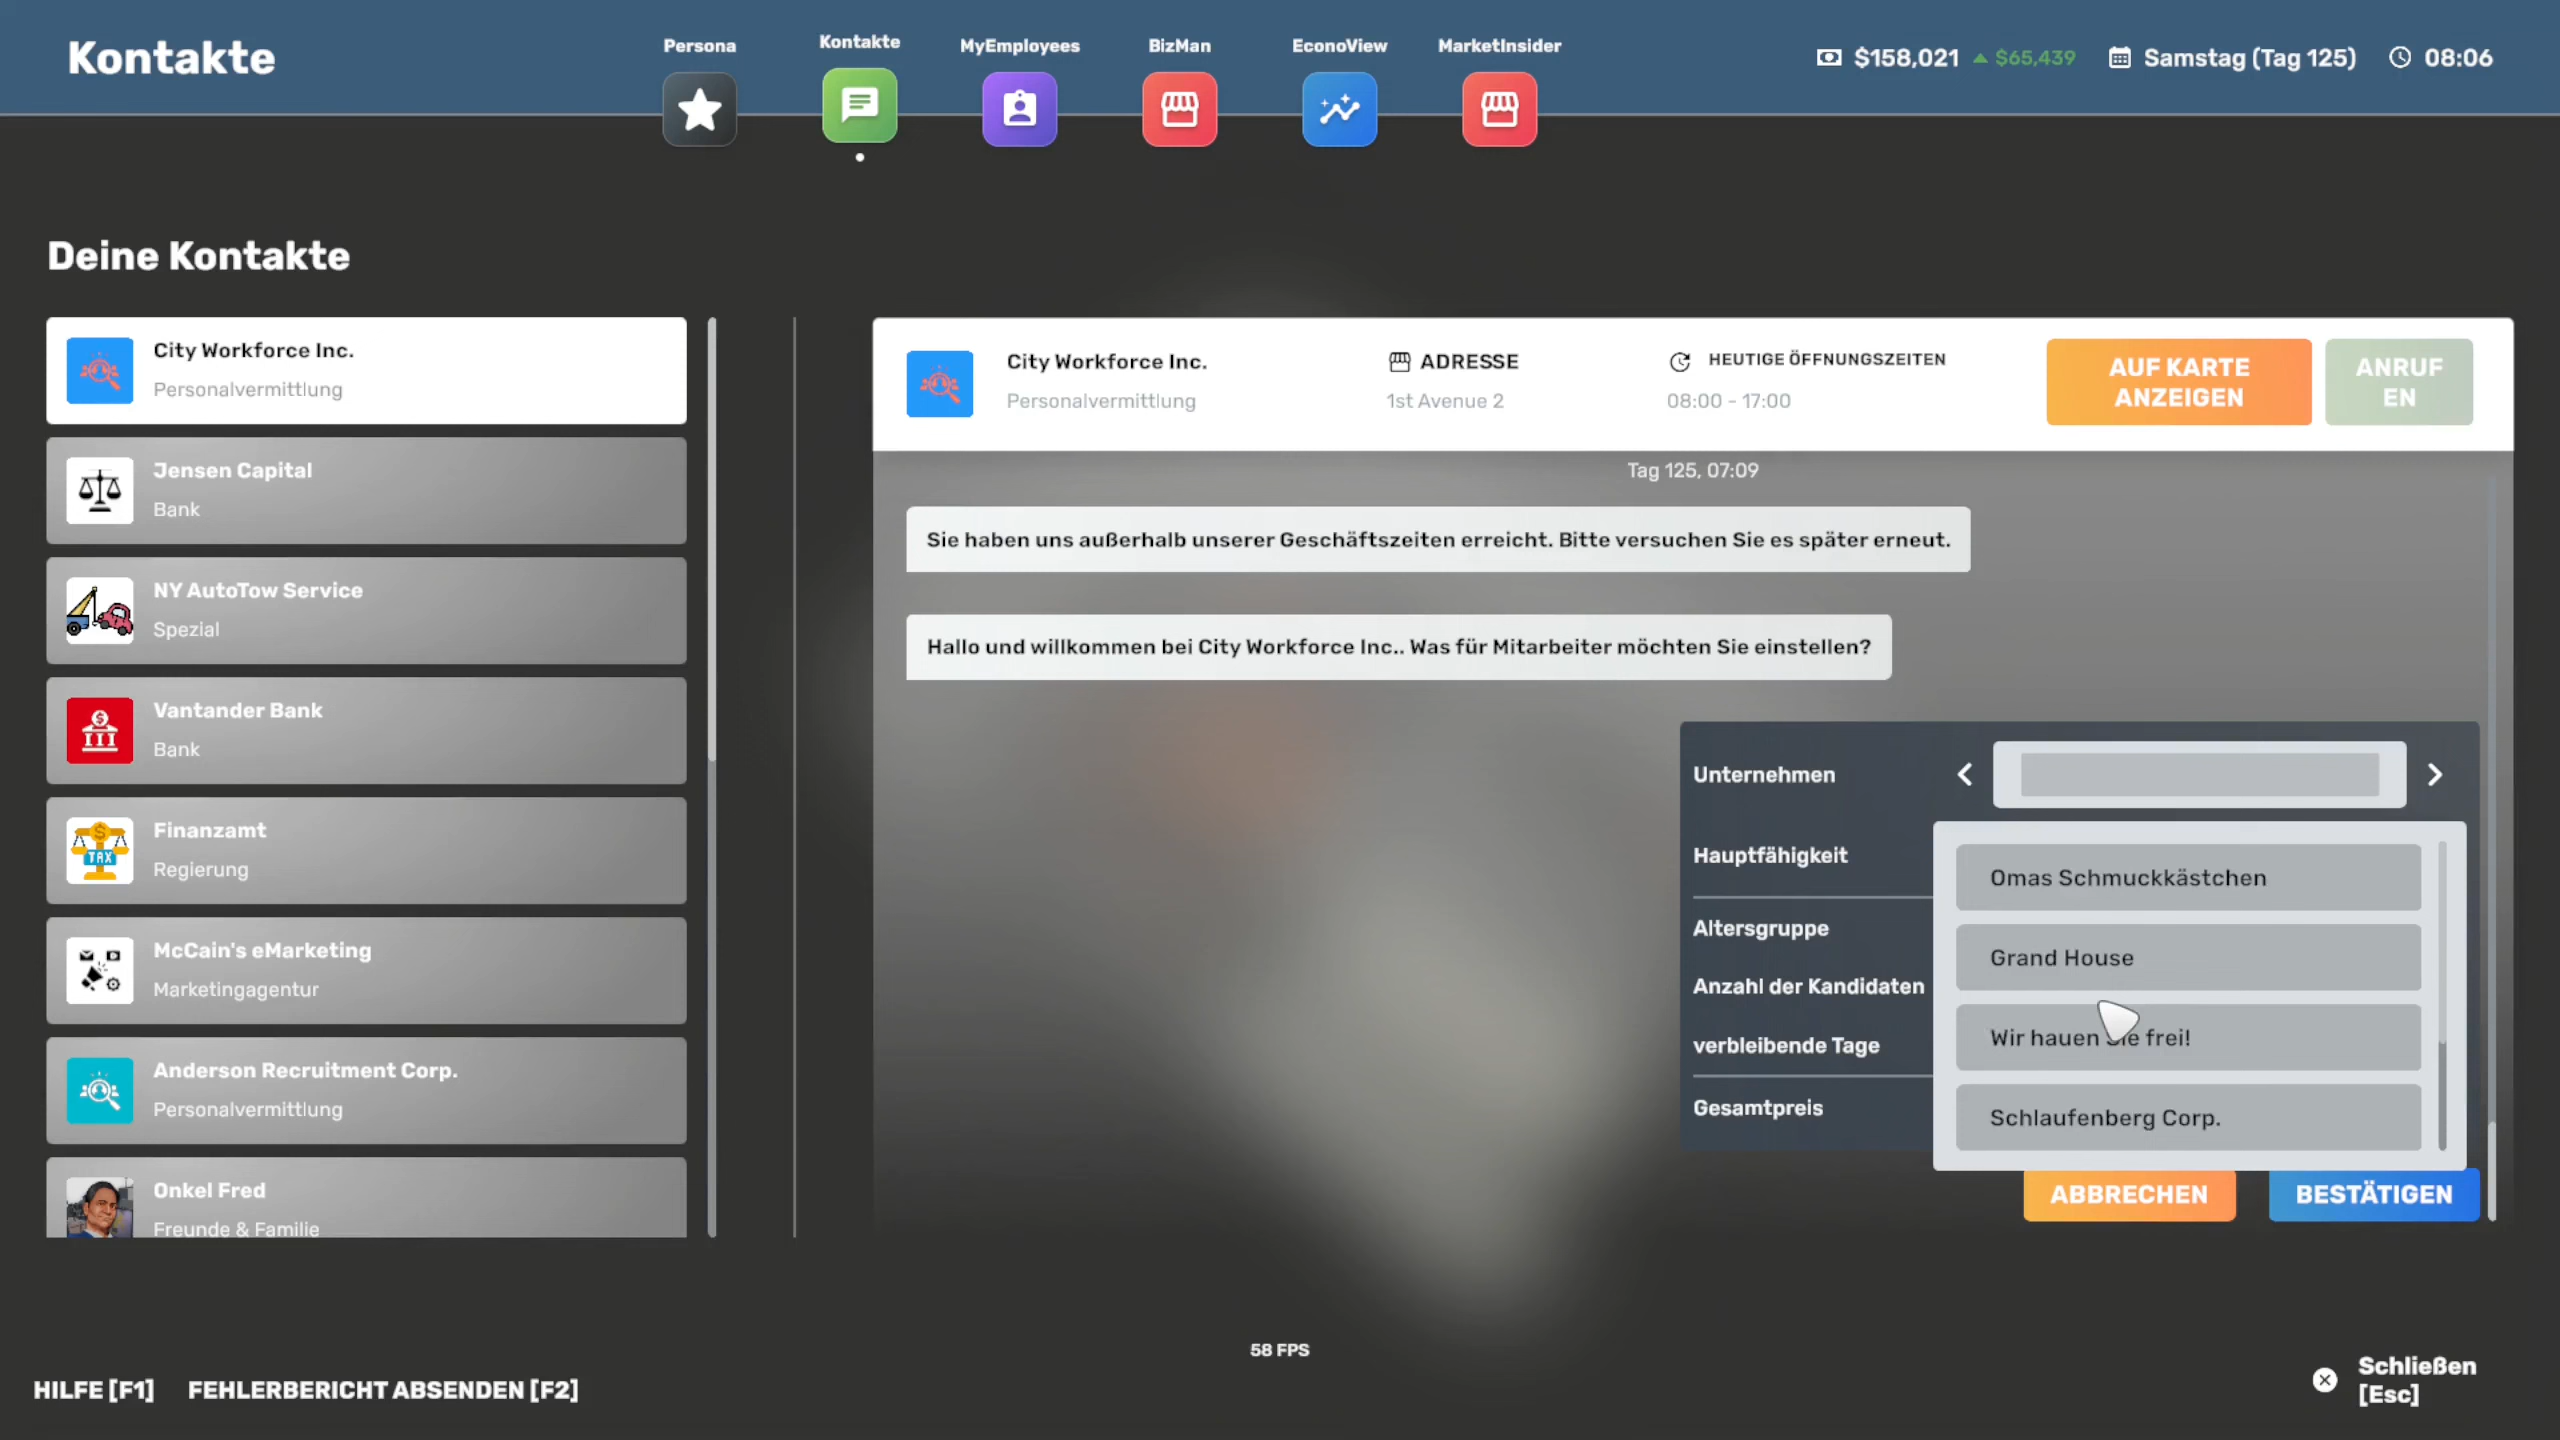 Kontakte
Persona
Kontakte
MyEmployees
BizMan
EconoView
MarketInsider
$158,021
$65,439
Samstag (Tag 125)
08:06
Deine Kontakte
City Workforce Inc.
Personalvermittlung
Jensen Capital
Bank
NY AutoTow Service
Spezial
Vantander Bank
Bank
Finanzamt
Regierung
TAX
McCain's eMarketing
Marketingagentur
Anderson Recruitment Corp.
Personalvermittlung
Onkel Fred
Freunde & Familie
City Workforce Inc.
Personalvermittlung
ADRESSE
1st Avenue 2
HEUTIGE ÖFFNUNGSZEITEN
08:00 - 17:00
AUF KARTE
ANZEIGEN
ANRUF
EN
Tag 125, 07:09
Sie haben uns außerhalb unserer Geschäftszeiten erreicht. Bitte versuchen Sie es später erneut.
Hallo und willkommen bei City Workforce Inc.. Was für Mitarbeiter möchten Sie einstellen?
Unternehmen
Hauptfähigkeit
Altersgruppe
Anzahl der Kandidaten
verbleibende Tage
Gesamtpreis
Omas Schmuckkästchen
Grand House
Wir hauen Sie frei!
Schlaufenberg Corp.
ABBRECHEN
BESTÄTIGEN
58 FPS
HILFE [F1]
FEHLERBERICHT ABSENDEN [F2]
Schließen
[Esc]